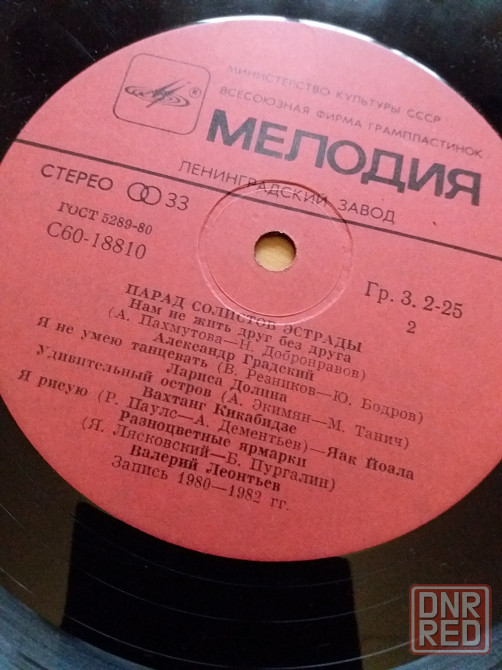 МИНИСТЕРСТВО КУЛЬТУРЫ СССР
ВСЕСОЮЗНАЯ ФИРМА ГРАМПЛАСТИНОК
МЕЛОДИЯ
ЛЕНИНГРАДСКИЙ ЗАВОД
СТЕРЕО 33
ГОСТ 5289-80
С60-18810
Гр. 3. 2-25
2
ПАРАД СОЛИСТОВ ЭСТРАДЫ
Нам не жить друг без друга
(А. Пахмутова—Н. Добронравов)
Александр Градский
Я не умею танцевать (В. Резников—Ю. Бодров)
Лариса Долина
Удивительный остров (А. Экимян—М. Танич)
Вахтанг Кикабидзе
Я рисую (Р. Паулс—А. Дементьев)—Яак Йоала
Разноцветные ярмарки
(Я. Лясковский—Б. Пургалин)
Валерий Леонтьев
Запись 1980—1982 гг.
DNR
RED